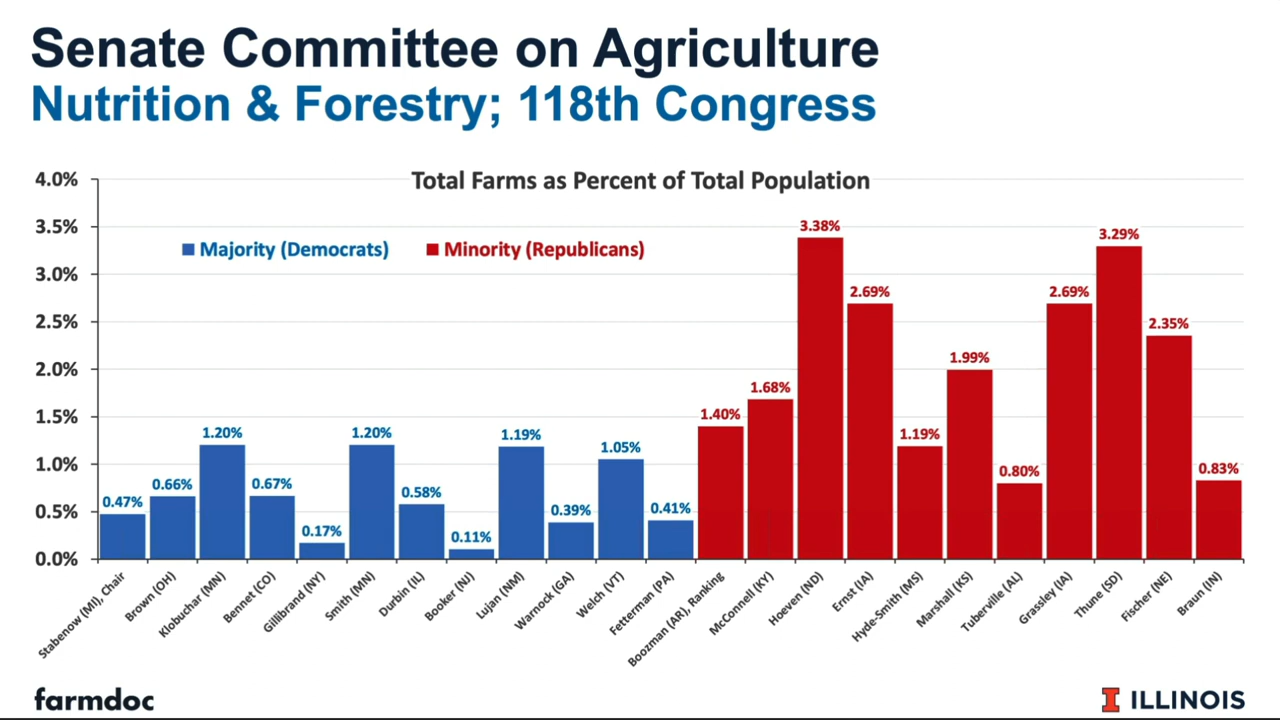 Senate Committee on Agriculture
Nutrition & Forestry; 118th Congress
Total Farms as Percent of Total Population
Majority (Democrats)
Minority (Republicans)
4.0%
3.5%
3.0%
2.5%
2.0%
1.5%
1.0%
0.5%
0.0%
0.47%
0.66%
1.20%
0.67%
0.17%
1.20%
0.58%
0.11%
1.19%
0.39%
1.05%
0.41%
1.40%
1.68%
3.38%
2.69%
1.19%
1.99%
0.80%
2.69%
3.29%
2.35%
0.83%
Stabenow (MI), Chair
Brown (OH)
Klobuchar (MN)
Bennet (CO)
Gillibrand (NY)
Smith (MN)
Durbin (IL)
Booker (NJ)
Lujan (NM)
Warnock (GA)
Welch (VT)
Fetterman (PA)
Boozman (AR), Ranking
McConnell (KY)
Hoeven (ND)
Ernst (IA)
Hyde-Smith (MS)
Marshall (KS)
Tuberville (AL)
Grassley (IA)
Thune (SD)
Fischer (NE)
Braun (IN)
farmdoc
I ILLINOIS